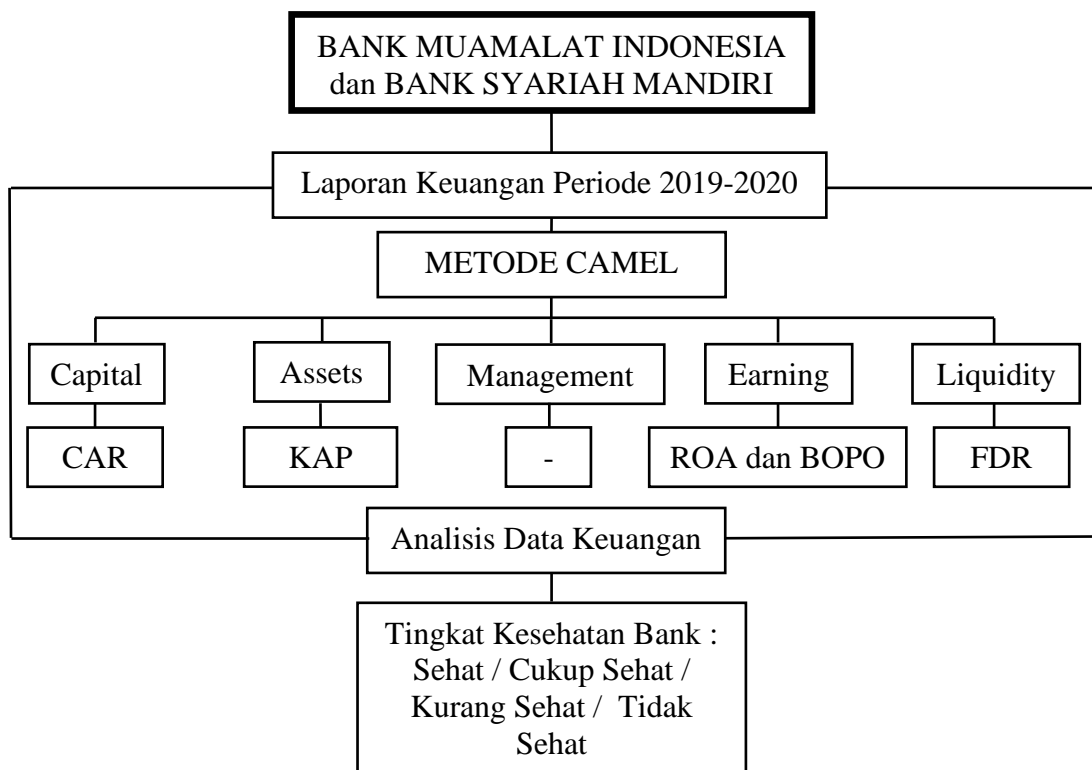 BANK MUAMALAT INDONESIA
dan BANK SYARIAH MANDIRI
Laporan Keuangan Periode 2019-2020
METODE CAMEL
Capital
Assets
Management
Earning
Liquidity
CAR
KAP
-
ROA dan BOPO
FDR
Analisis Data Keuangan
Tingkat Kesehatan Bank :
Sehat / Cukup Sehat /
Kurang Sehat / Tidak
Sehat